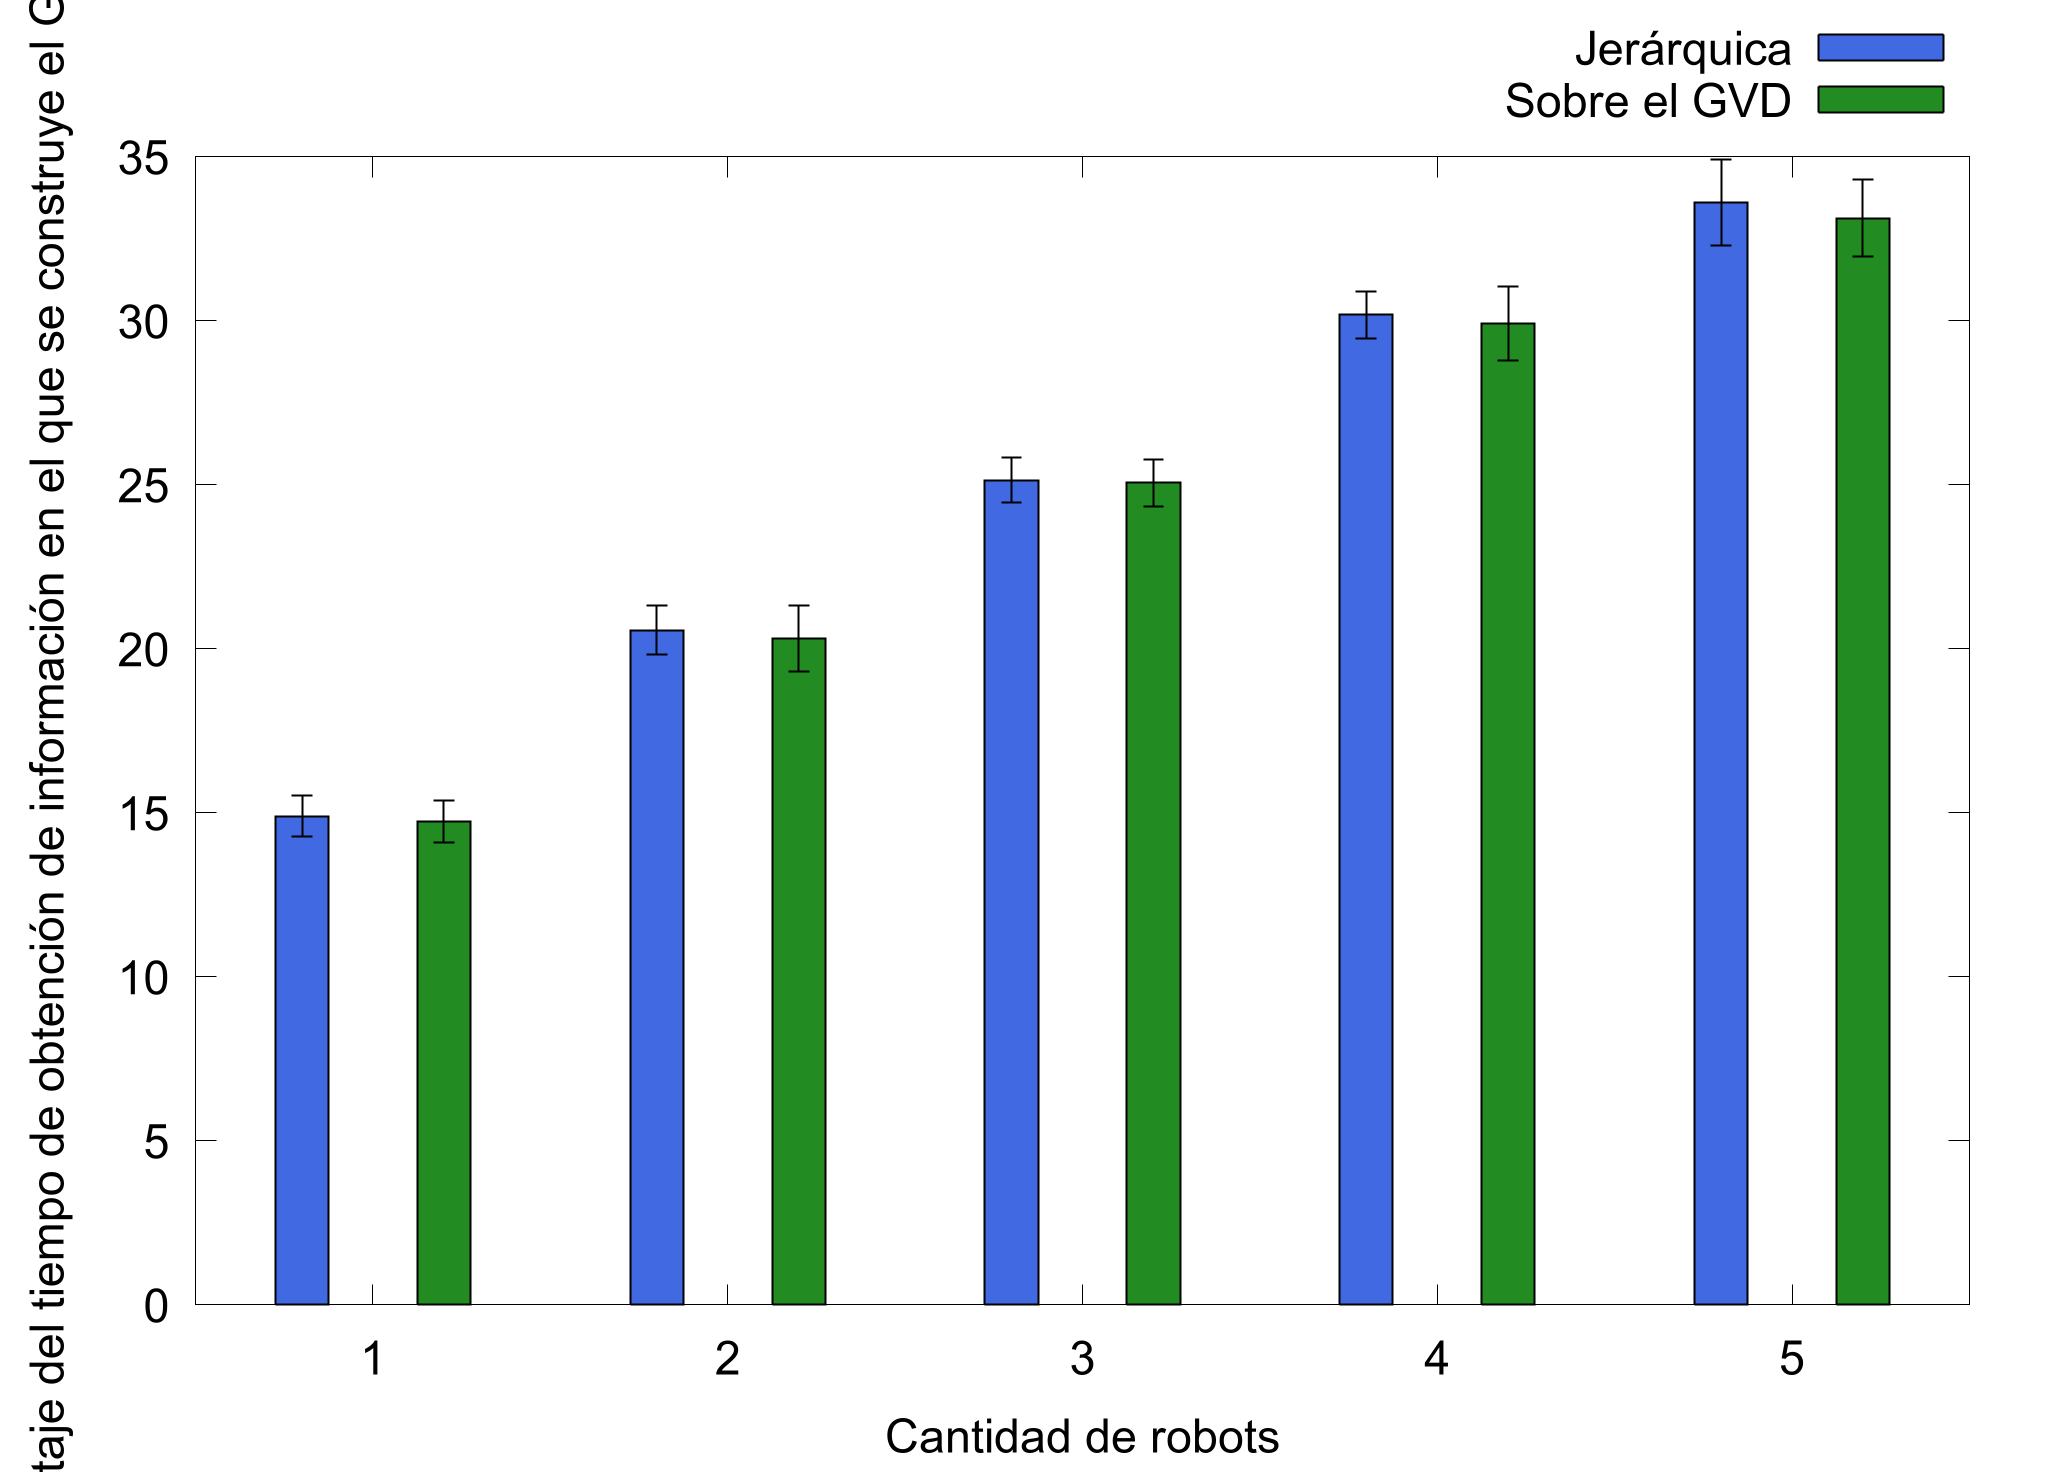 Jerárquica
Sobre el GVD
taje del tiempo de obtención de información en el que se construye el G
35
30
25
20
15
10
5
0
1 2 3 4 5
Cantidad de robots